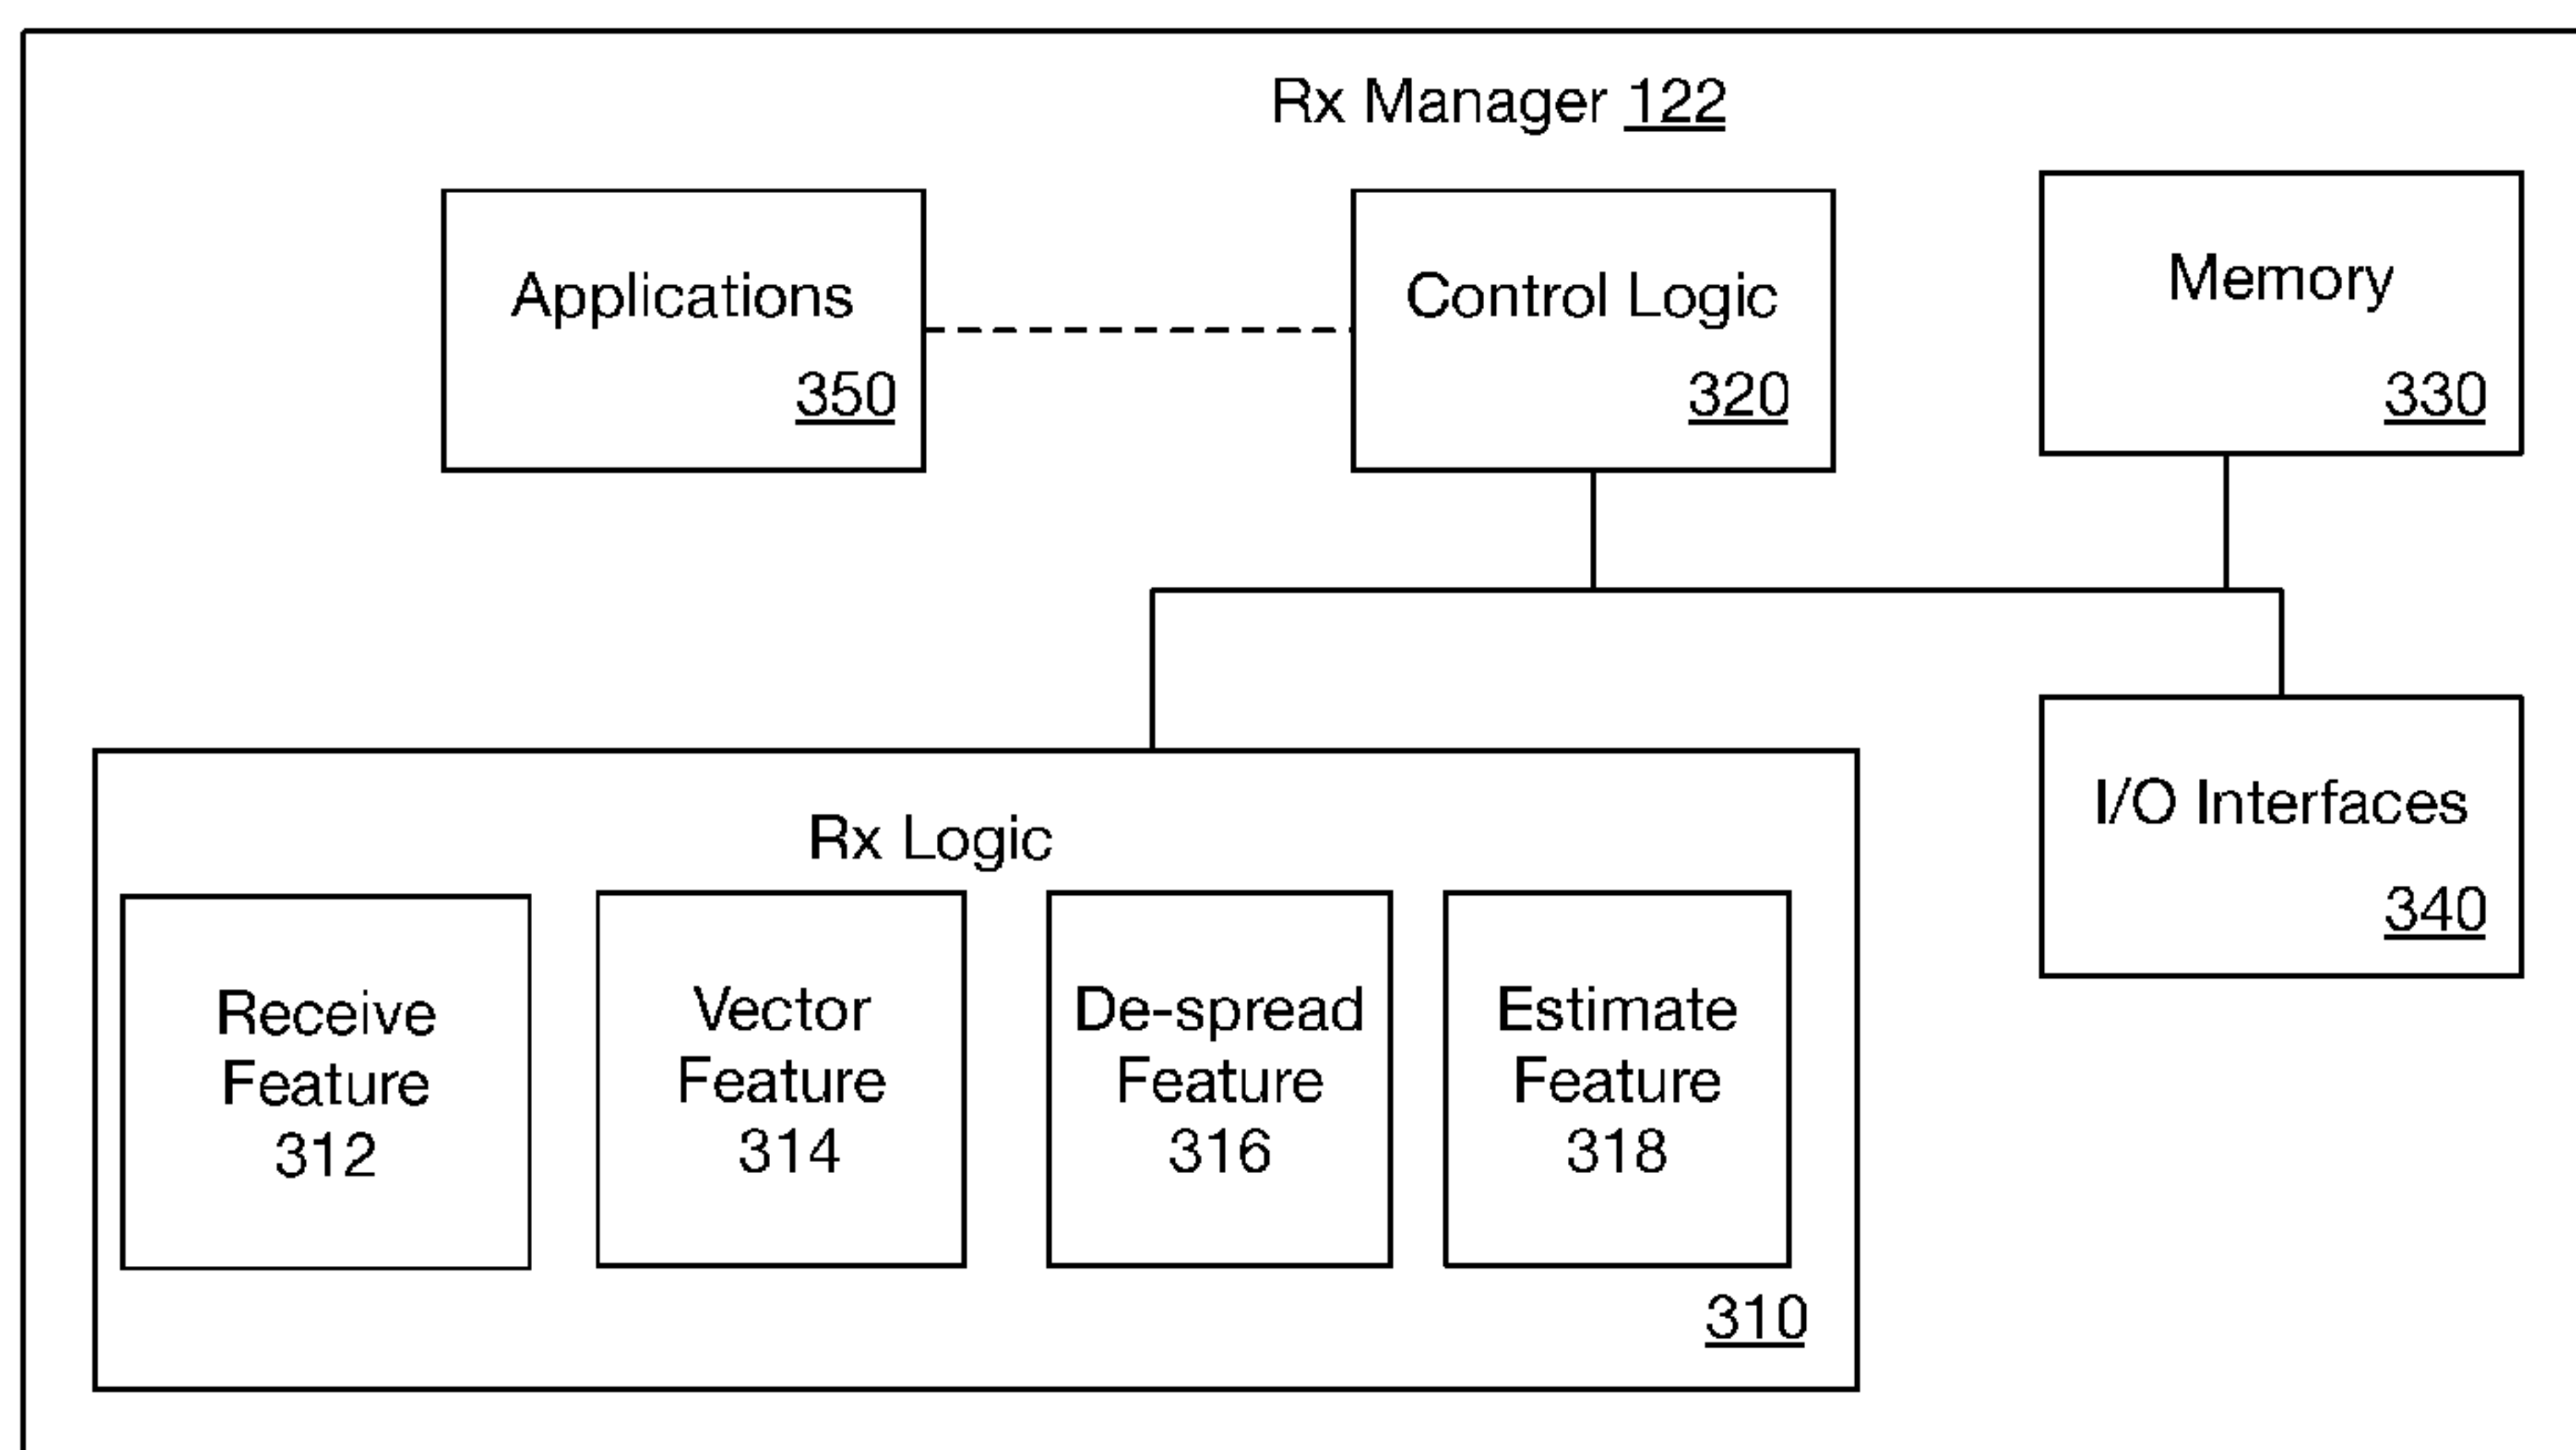 Rx Manager 122
Applications
350
Control Logic
320
Memory
330
I/O Interfaces
340
Rx Logic
Receive
Feature
312
Vector
Feature
314
De-spread
Feature
316
Estimate
Feature
318
310